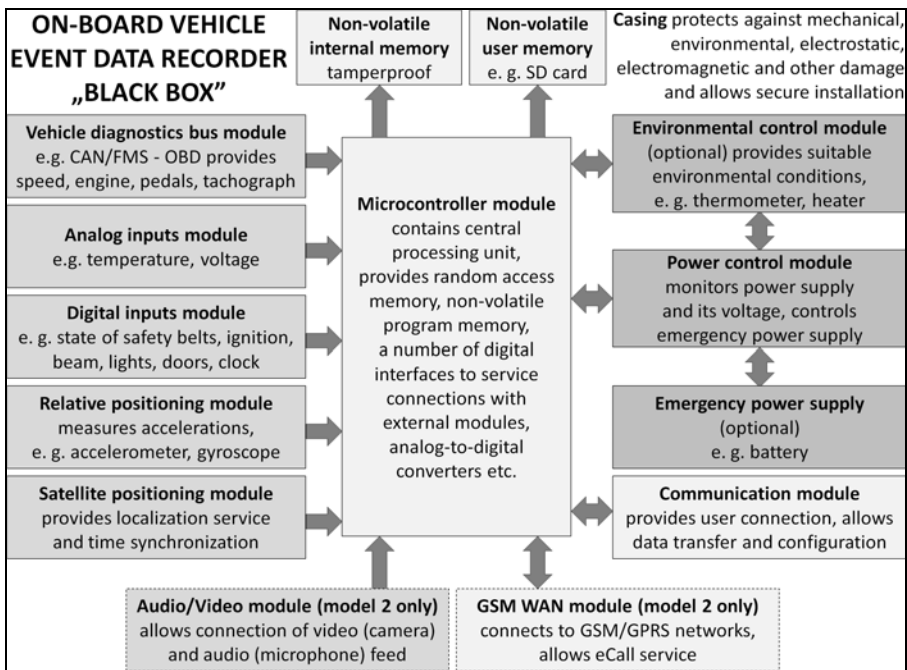 ON-BOARD VEHICLE
EVENT DATA RECORDER
„BLACK BOX”
Non-volatile
internal memory
tamperproof
Non-volatile
user memory
e. g. SD card
Casing protects against mechanical,
environmental, electrostatic,
electromagnetic and other damage
and allows secure installation
Vehicle diagnostics bus module
e.g. CAN/FMS - OBD provides
speed, engine, pedals, tachograph
Analog inputs module
e.g. temperature, voltage
Digital inputs module
e. g. state of safety belts, ignition,
beam, lights, doors, clock
Relative positioning module
measures accelerations,
e. g. accelerometer, gyroscope
Satellite positioning module
provides localization service
and time synchronization
Microcontroller module
contains central
processing unit,
provides random access
memory, non-volatile
program memory,
a number of digital
interfaces to service
connections with
external modules,
analog-to-digital
converters etc.
Environmental control module
(optional) provides suitable
environmental conditions,
e. g. thermometer, heater
Power control module
monitors power supply
and its voltage, controls
emergency power supply
Emergency power supply
(optional)
e. g. battery
Communication module
provides user connection, allows
data transfer and configuration
Audio/Video module (model 2 only)
allows connection of video (camera)
and audio (microphone) feed
GSM WAN module (model 2 only)
connects to GSM/GPRS networks,
allows eCall service